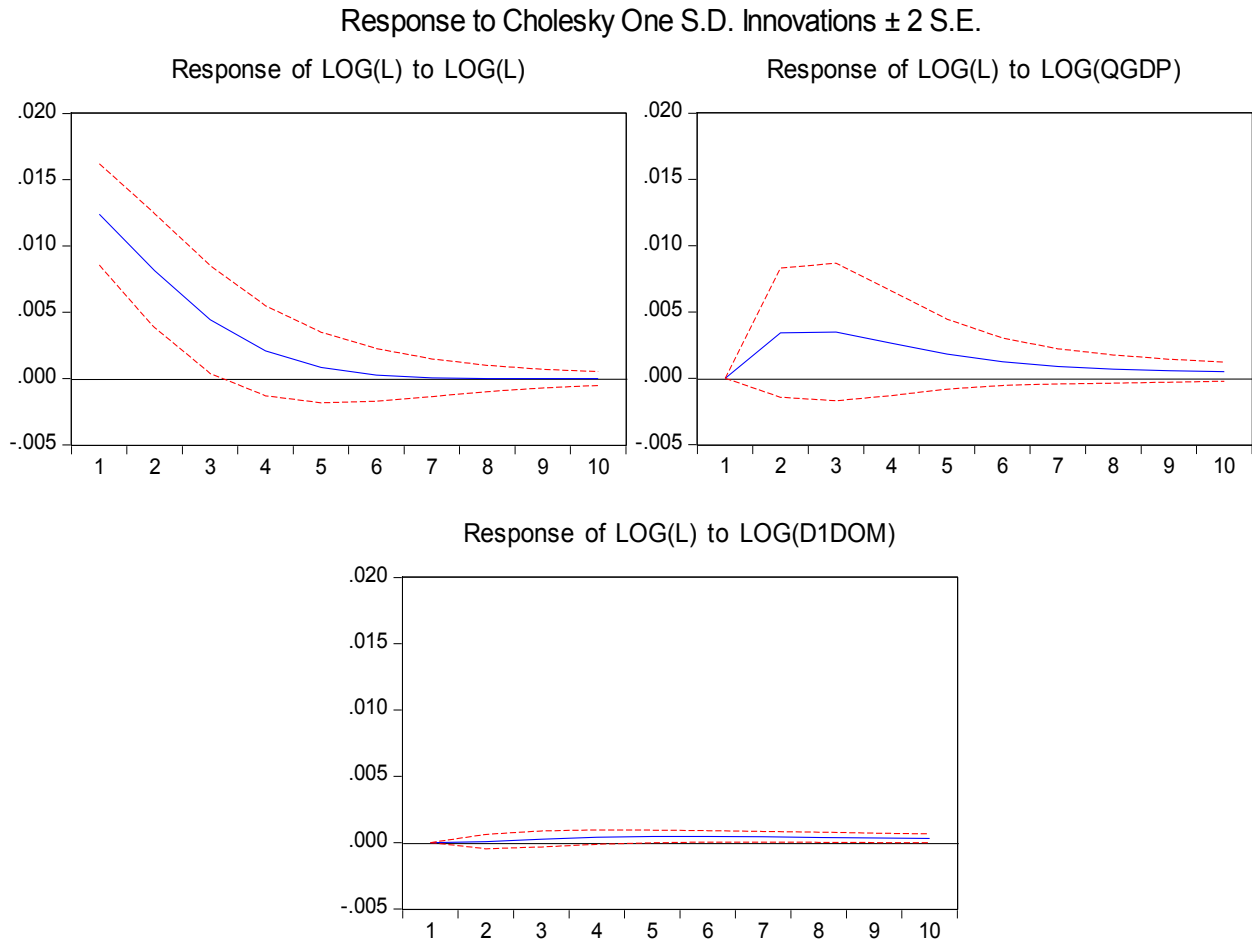 Response to Cholesky One S.D. Innovations ± 2 S.E.
Response of LOG(L) to LOG(L)
.020
.015
.010
.005
.000
-.005
1 2 3 4 5 6 7 8 9 10
Response of LOG(L) to LOG(QGDP)
.020
.015
.010
.005
.000
-.005
1 2 3 4 5 6 7 8 9 10
Response of LOG(L) to LOG(D1DOM)
.020
.015
.010
.005
.000
-.005
1 2 3 4 5 6 7 8 9 10